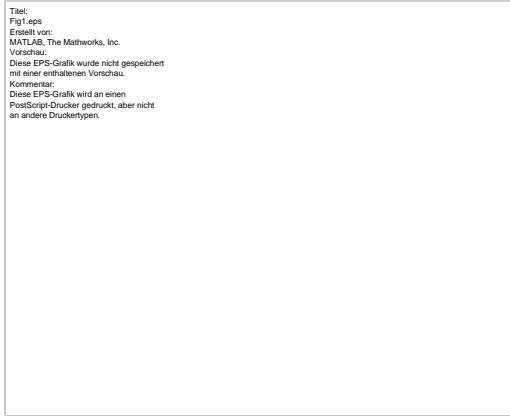 Titel:
Fig1.eps
Erstellt von:
MATLAB, The Mathworks, Inc.
Vorschau:
Diese EPS-Grafik wurde nicht gespeichert
mit einer enthaltenen Vorschau.
Kommentar:
Diese EPS-Grafik wird an einen
PostScript-Drucker gedruckt, aber nicht
an andere Druckertypen.